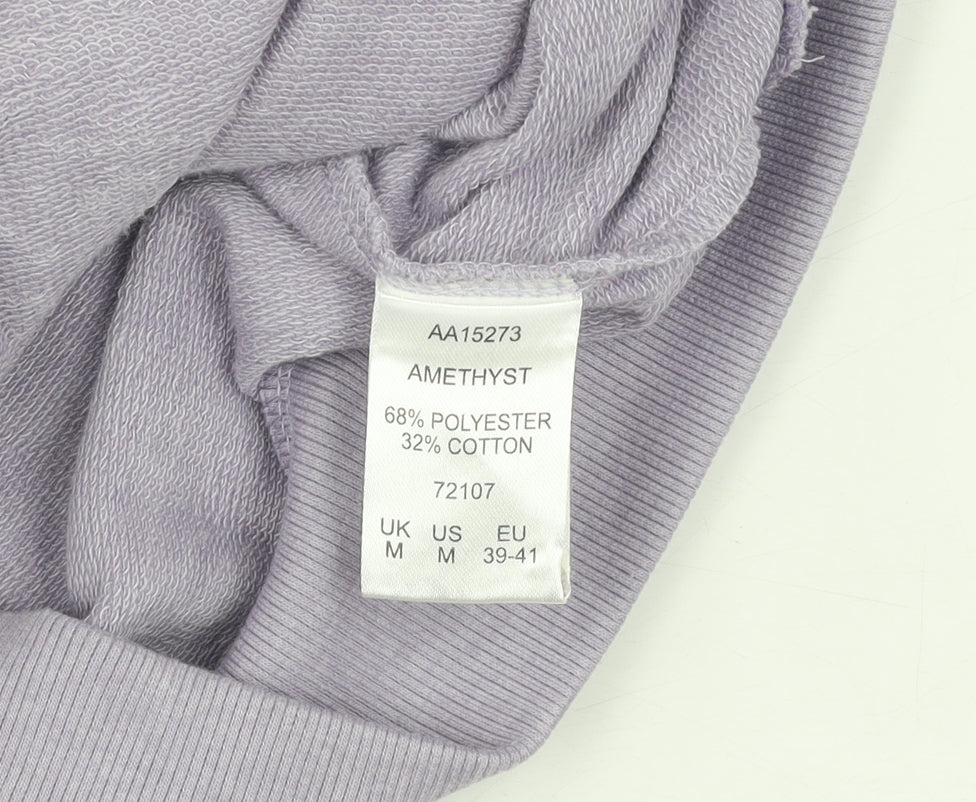 AA15273
AMETHYST
68% POLYESTER
32% COTTON
72107
UK US EU
M M 39-41